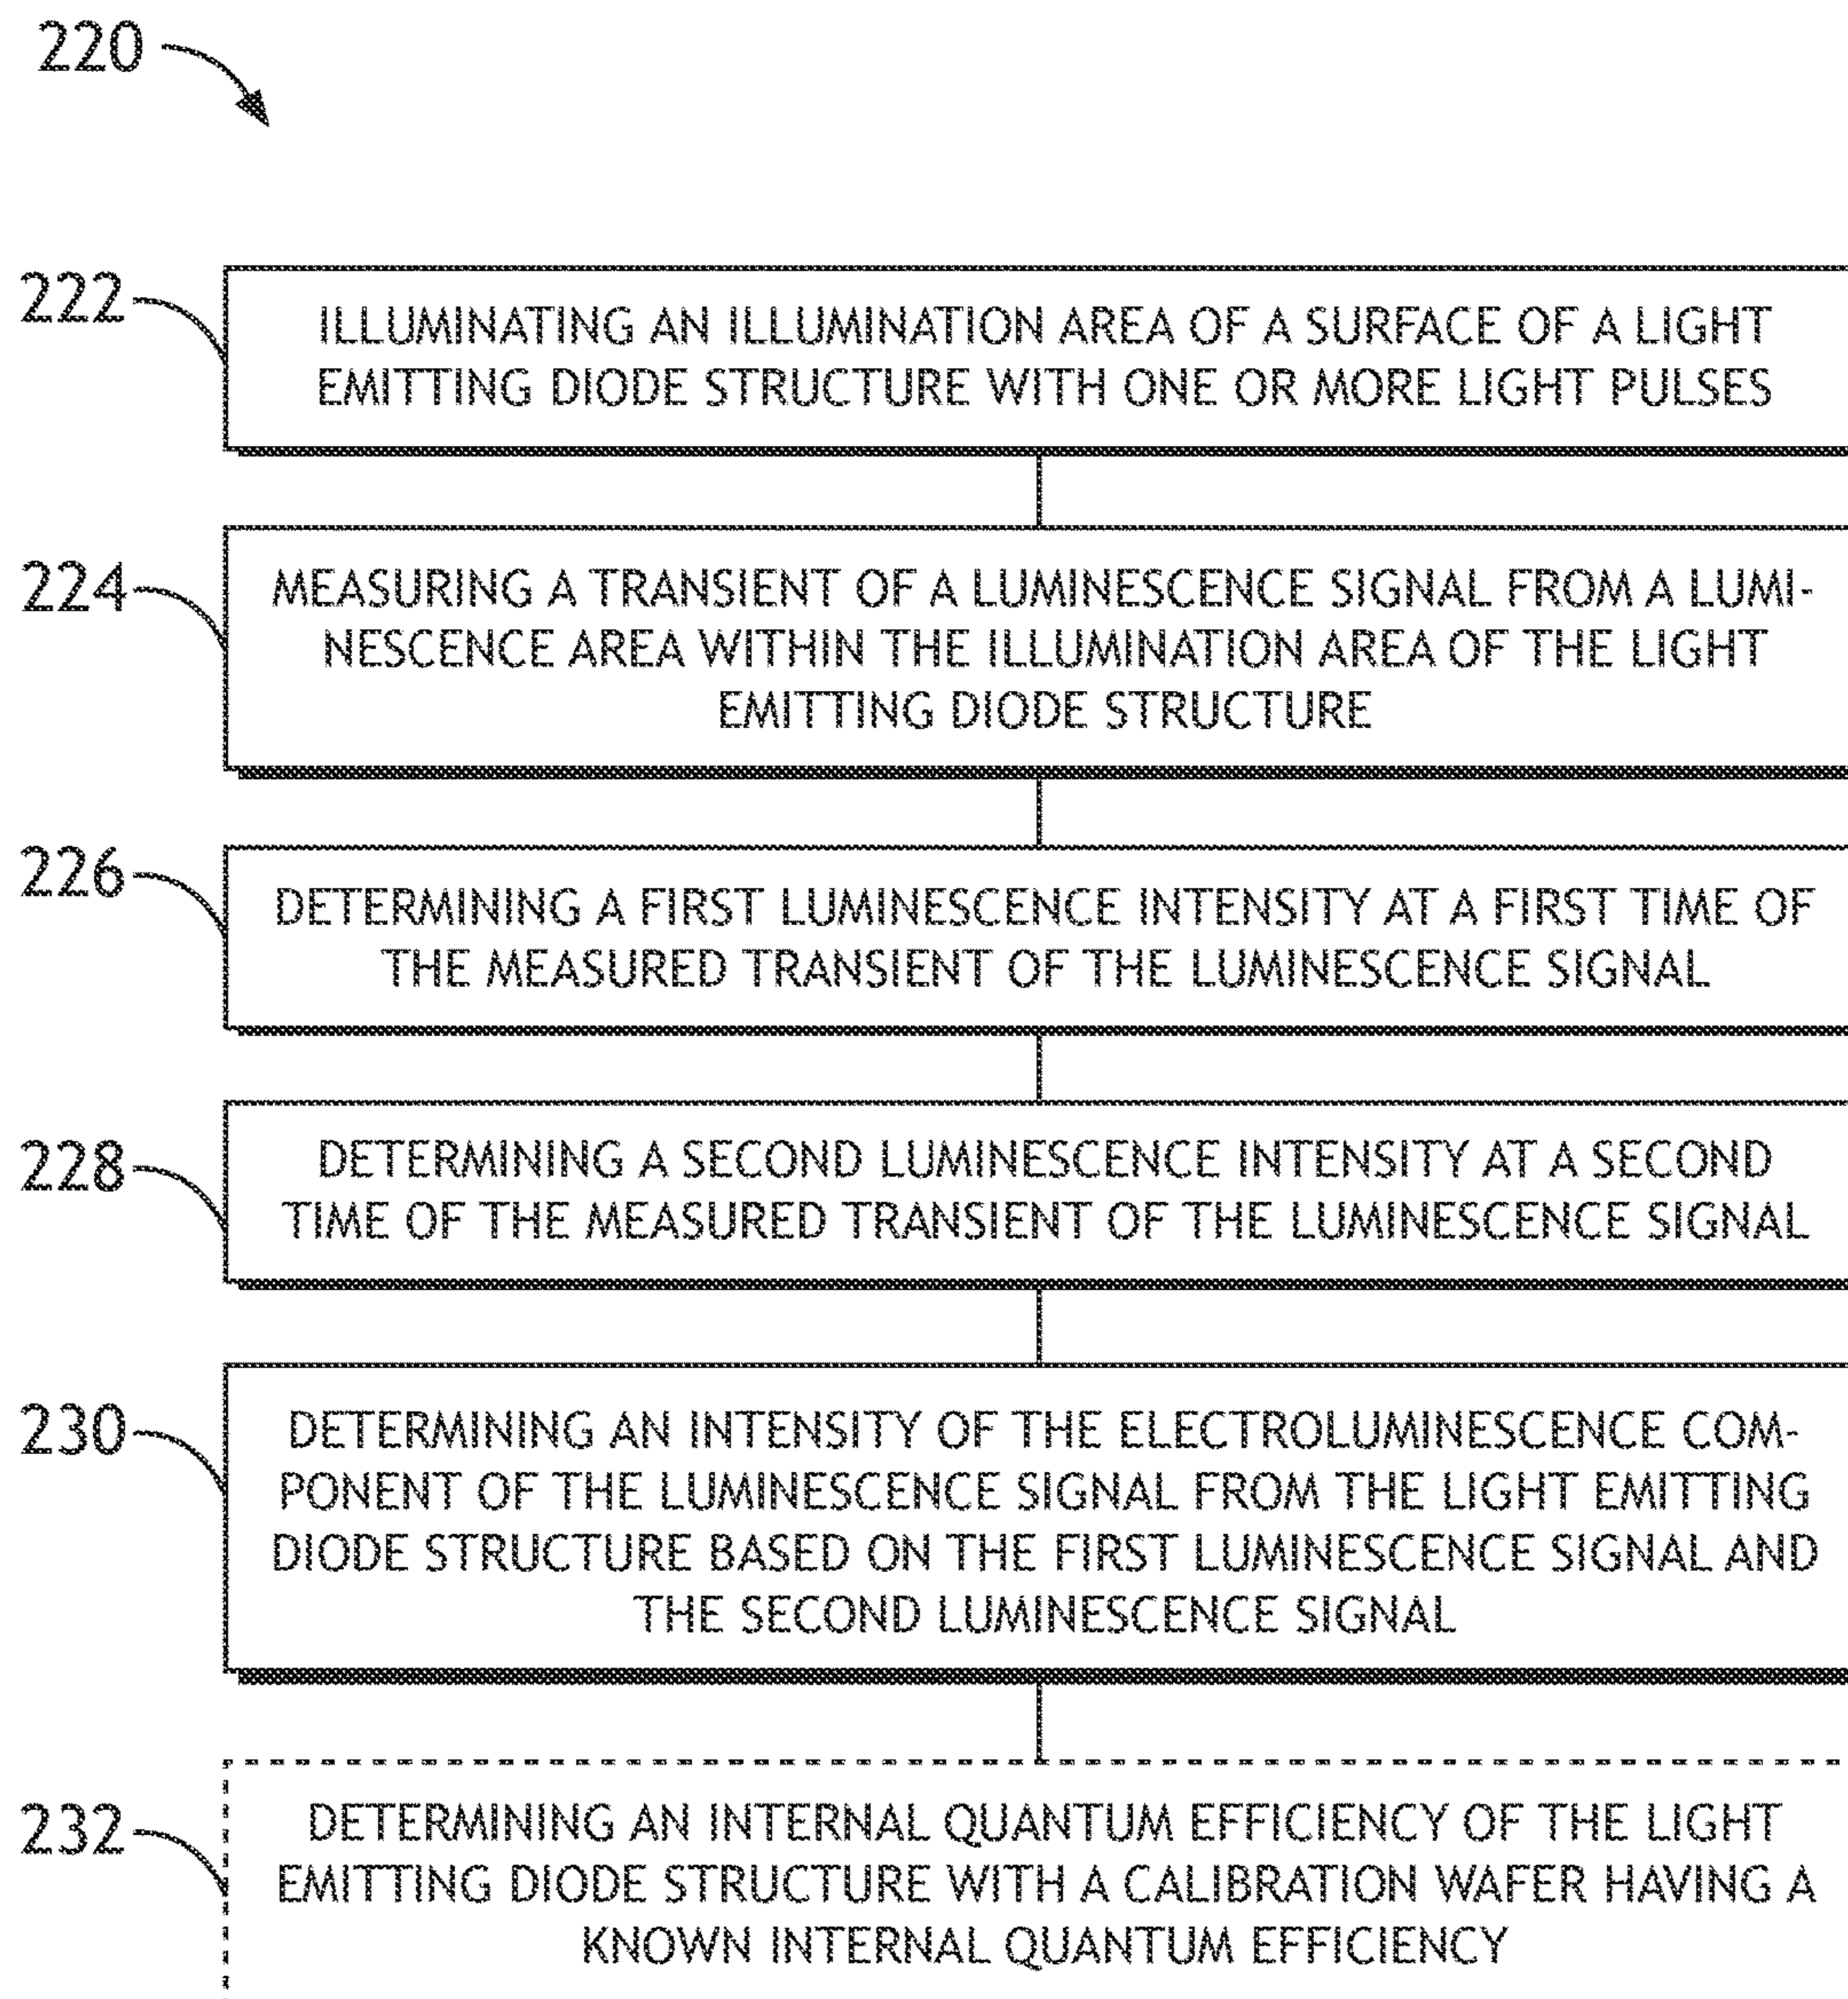 220
222
ILLUMINATING AN ILLUMINATION AREA OF A SURFACE OF A LIGHT
EMITTING DIODE STRUCTURE WITH ONE OR MORE LIGHT PULSES
224
MEASURING A TRANSIENT OF A LUMINESCENCE SIGNAL FROM A LUMI-
NESCENCE AREA WITHIN THE ILLUMINATION AREA OF THE LIGHT
EMITTING DIODE STRUCTURE
226
DETERMINING A FIRST LUMINESCENCE INTENSITY AT A FIRST TIME OF
THE MEASURED TRANSIENT OF THE LUMINESCENCE SIGNAL
228
DETERMINING A SECOND LUMINESCENCE INTENSITY AT A SECOND
TIME OF THE MEASURED TRANSIENT OF THE LUMINESCENCE SIGNAL
230
DETERMINING AN INTENSITY OF THE ELECTROLUMINESCENCE COM-
PONENT OF THE LUMINESCENCE SIGNAL FROM THE LIGHT EMITTING
DIODE STRUCTURE BASED ON THE FIRST LUMINESCENCE SIGNAL AND
THE SECOND LUMINESCENCE SIGNAL
232
DETERMINING AN INTERNAL QUANTUM EFFICIENCY OF THE LIGHT
EMITTING DIODE STRUCTURE WITH A CALIBRATION WAFER HAVING A
KNOWN INTERNAL QUANTUM EFFICIENCY